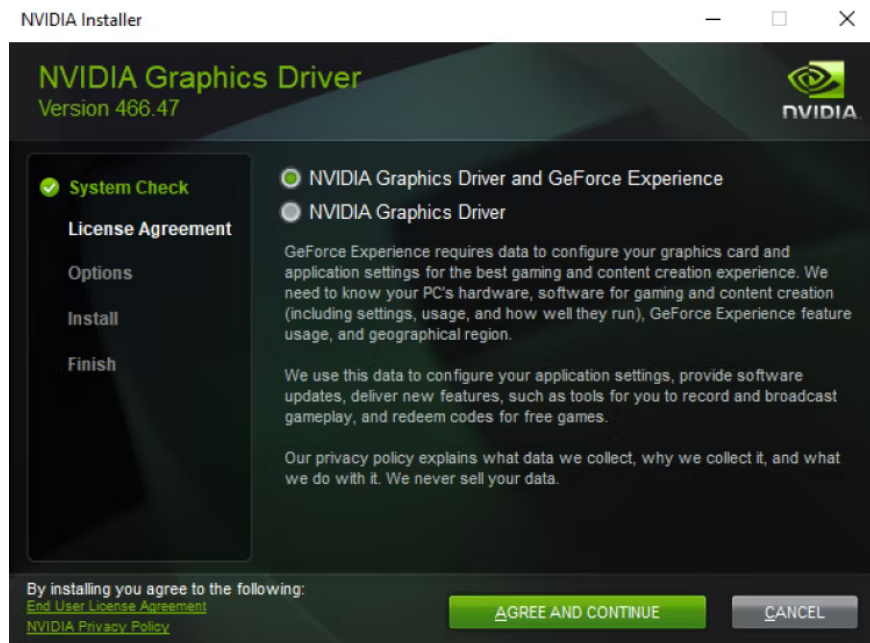 NVIDIA Installer
NVIDIA Graphics Driver
Version 466.47
NVIDIA.
System Check
License Agreement
Options
Install
Finish
NVIDIA Graphics Driver and GeForce Experience
NVIDIA Graphics Driver
GeForce Experience requires data to configure your graphics card and
application settings for the best gaming and content creation experience. We
need to know your PC's hardware, software for gaming and content creation
(including settings, usage, and how well they run), GeForce Experience feature
usage, and geographical region.
We use this data to configure your application settings, provide software
updates, deliver new features, such as tools for you to record and broadcast
gameplay, and redeem codes for free games.
Our privacy policy explains what data we collect, why we collect it, and what
we do with it. We never sell your data.
By installing you agree to the following:
End User License Agreement
NVIDIA Privacy Policy
AGREE AND CONTINUE
CANCEL